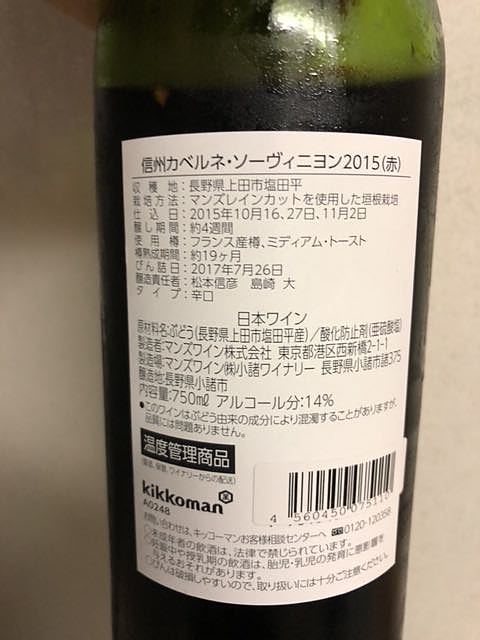 信州カベルネ・ソーヴィニヨン2015(赤)
収穫地:長野県上田市塩田平
栽培方法:マンズレインカットを使用した垣根栽培
仕込日:2015年10月16、27日、11月2日
醸し期間:約4週間
使用樽:フランス産樽、ミディアム・トースト
樽熟成期間:約19ヶ月
びん詰日:2017年7月26日
醸造責任者:松本信彦 島崎 大
タイプ:辛口
日本ワイン
原材料:ぶどう(長野県上田市塩田平産)/酸化防止剤(亜硫酸塩)
製造者:マンズワイン株式会社 東京都港区西新橋2-1-1
製造場:マンズワイン(株)小諸ワイナリー 長野県小諸市諸375
醸造地:長野県小諸市
内容量:750ml アルコール分:14%
●このワインはぶどう由来の成分により混濁することがありますが、
品質には問題ありません。
温度管理商品
(製造、保管、ワイナリーからの配送)
kikkoman
A0248
4 560450 075110
お問い合わせは、キッコーマンお客様相談センターへ 0120-120358
○未成年者の飲酒は、法律で禁じられています。
○妊娠中や授乳期の飲酒は、胎児・乳児の発育に悪影響を
与えるおそれがあります。
○びんは破損しやすいので、取り扱いには十分ご注意ください。